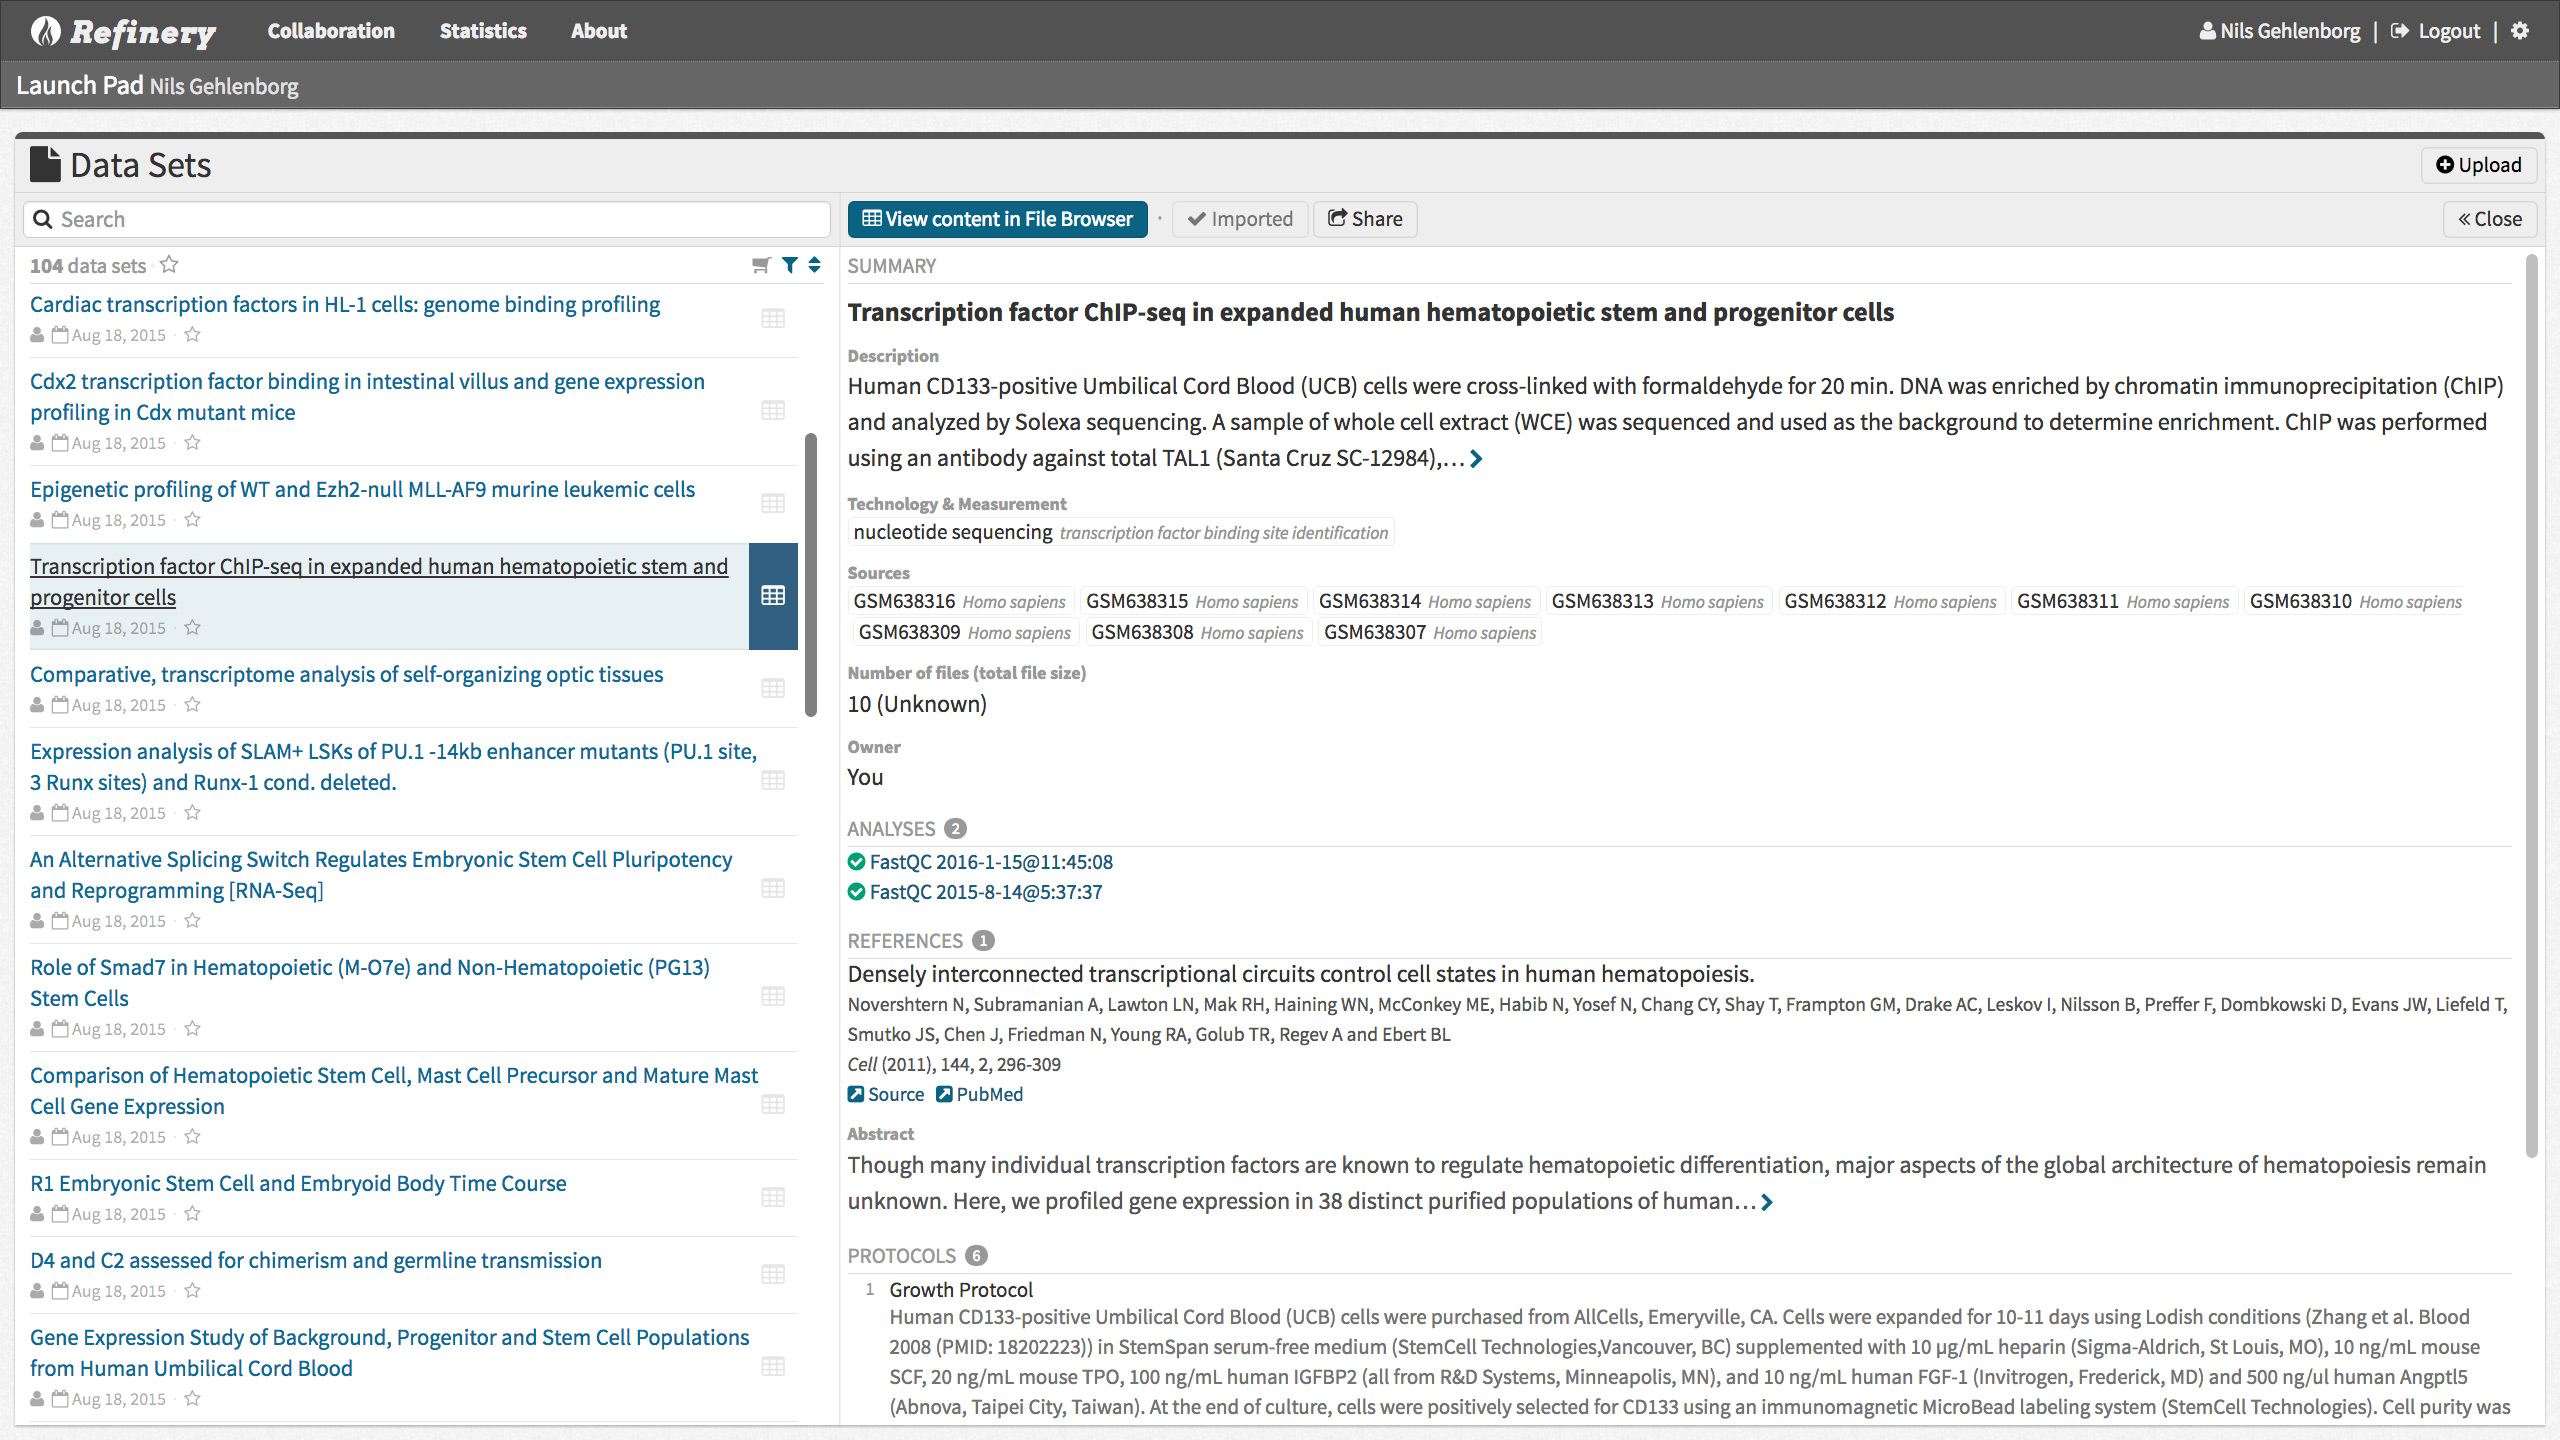 Refinery Collaboration Statistics About Nils Gehlenborg | Logout |
Launch Pad Nils Gehlenborg
Data Sets
Upload
Search
View content in File Browser · Imported Share
Close
104 data sets
Cardiac transcription factors in HL-1 cells: genome binding profiling
Aug 18, 2015 ·
Cdx2 transcription factor binding in intestinal villus and gene expression
profiling in Cdx mutant mice
Aug 18, 2015 ·
Epigenetic profiling of WT and Ezh2-null MLL-AF9 murine leukemic cells
Aug 18, 2015 ·
Transcription factor ChIP-seq in expanded human hematopoietic stem and
progenitor cells
Aug 18, 2015 ·
Comparative, transcriptome analysis of self-organizing optic tissues
Aug 18, 2015 ·
Expression analysis of SLAM+ LSKs of PU.1 -14kb enhancer mutants (PU.1 site,
3 Runx sites) and Runx-1 cond. deleted.
Aug 18, 2015 ·
An Alternative Splicing Switch Regulates Embryonic Stem Cell Pluripotency
and Reprogramming [RNA-Seq]
Aug 18, 2015 ·
Role of Smad7 in Hematopoietic (M-O7e) and Non-Hematopoietic (PG13)
Stem Cells
Aug 18, 2015 ·
Comparison of Hematopoietic Stem Cell, Mast Cell Precursor and Mature Mast
Cell Gene Expression
Aug 18, 2015 ·
R1 Embryonic Stem Cell and Embryoid Body Time Course
Aug 18, 2015 ·
D4 and C2 assessed for chimerism and germline transmission
Aug 18, 2015 ·
Gene Expression Study of Background, Progenitor and Stem Cell Populations
from Human Umbilical Cord Blood
Aug 18, 2015 ·
SUMMARY
Transcription factor ChIP-seq in expanded human hematopoietic stem and progenitor cells
Description
Human CD133-positive Umbilical Cord Blood (UCB) cells were cross-linked with formaldehyde for 20 min. DNA was enriched by chromatin immunoprecipitation (ChIP)
and analyzed by Solexa sequencing. A sample of whole cell extract (WCE) was sequenced and used as the background to determine enrichment. ChIP was performed
using an antibody against total TAL1 (Santa Cruz SC-12984),…
Technology & Measurement
nucleotide sequencing transcription factor binding site identification
Sources
GSM638316 Homo sapiens GSM638315 Homo sapiens GSM638314 Homo sapiens GSM638313 Homo sapiens GSM638312 Homo sapiens GSM638311 Homo sapiens GSM638310 Homo sapiens
GSM638309 Homo sapiens GSM638308 Homo sapiens GSM638307 Homo sapiens
Number of files (total file size)
10 (Unknown)
Owner
You
ANALYSES 2
FastQC 2016-1-15@11:45:08
FastQC 2015-8-14@5:37:37
REFERENCES 1
Densely interconnected transcriptional circuits control cell states in human hematopoiesis.
Novershtern N, Subramanian A, Lawton LN, Mak RH, Haining WN, McConkey ME, Habib N, Yosef N, Chang CY, Shay T, Frampton GM, Drake AC, Leskov I, Nilsson B, Preffer F, Dombkowski D, Evans JW, Liefeld T,
Smutko JS, Chen J, Friedman N, Young RA, Golub TR, Regev A and Ebert BL
Cell (2011), 144, 2, 296-309
Source PubMed
Abstract
Though many individual transcription factors are known to regulate hematopoietic differentiation, major aspects of the global architecture of hematopoiesis remain
unknown. Here, we profiled gene expression in 38 distinct purified populations of human…
PROTOCOLS 6
1 Growth Protocol
Human CD133-positive Umbilical Cord Blood (UCB) cells were purchased from AllCells, Emeryville, CA. Cells were expanded for 10-11 days using Lodish conditions (Zhang et al. Blood
2008 (PMID: 18202223)) in StemSpan serum-free medium (StemCell Technologies,Vancouver, BC) supplemented with 10 μg/mL heparin (Sigma-Aldrich, St Louis, MO), 10 ng/mL mouse
SCF, 20 ng/mL mouse TPO, 100 ng/mL human IGFBP2 (all from R&D Systems, Minneapolis, MN), and 10 ng/mL human FGF-1 (Invitrogen, Frederick, MD) and 500 ng/ul human Angptl5
(Abnova, Taipei City, Taiwan). At the end of culture, cells were positively selected for CD133 using an immunomagnetic MicroBead labeling system (StemCell Technologies). Cell purity was